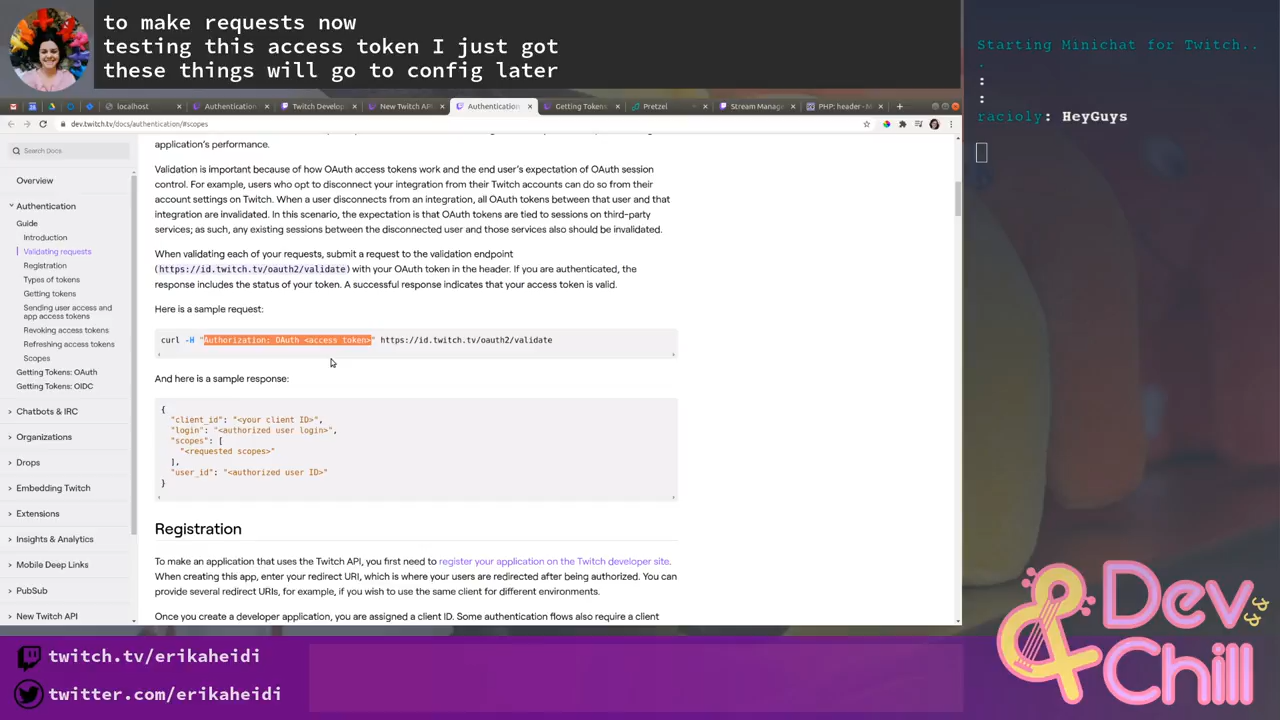 to make requests now
testing this access token I just got
these things will go to config later
Starting Minichat for Twitch..
.
:
:
racioly: HeyGuys
localhost
Authentication
Twitch Develop
New Twitch API
Authentication
Getting Tokens
Pretzel
Stream Manage
PHP: header - M
dev.twitch.tv/docs/authentication/#scopes
Search Docs
Overview
Authentication
Guide
Introduction
Validating requests
Registration
Types of tokens
Getting tokens
Sending user access and
app access tokens
Revoking access tokens
Refreshing access tokens
Scopes
Getting Tokens: OAuth
Getting Tokens: OIDC
Chatbots & IRC
Organizations
Drops
Embedding Twitch
Extensions
Insights & Analytics
Mobile Deep Links
PubSub
New Twitch API
application's performance.
Validation is important because of how OAuth access tokens work and the end user's expectation of OAuth session
control. For example, users who opt to disconnect your integration from their Twitch accounts can do so from their
account settings on Twitch. When a user disconnects from an integration, all OAuth tokens between that user and that
integration are invalidated. In this scenario, the expectation is that OAuth tokens are tied to sessions on third-party
services; as such, any existing sessions between the disconnected user and those services also should be invalidated.
When validating each of your requests, submit a request to the validation endpoint
(https://id.twitch.tv/oauth2/validate) with your OAuth token in the header. If you are authenticated, the
response includes the status of your token. A successful response indicates that your access token is valid.
Here is a sample request:
curl -H "Authorization: OAuth <access token>" https://id.twitch.tv/oauth2/validate
And here is a sample response:
{
"client_id": "<your client ID>",
"login": "<authorized user login>",
"scopes": [
"<requested scopes>"
],
"user_id": "<authorized user ID>"
}
Registration
To make an application that uses the Twitch API, you first need to register your application on the Twitch developer site.
When creating this app, enter your redirect URI, which is where your users are redirected after being authorized. You can
provide several redirect URIs, for example, if you wish to use the same client for different environments.
Once you create a developer application, you are assigned a client ID. Some authentication flows also require a client
twitch.tv/erikaheidi
twitter.com/erikaheidi
Dev
& Chill